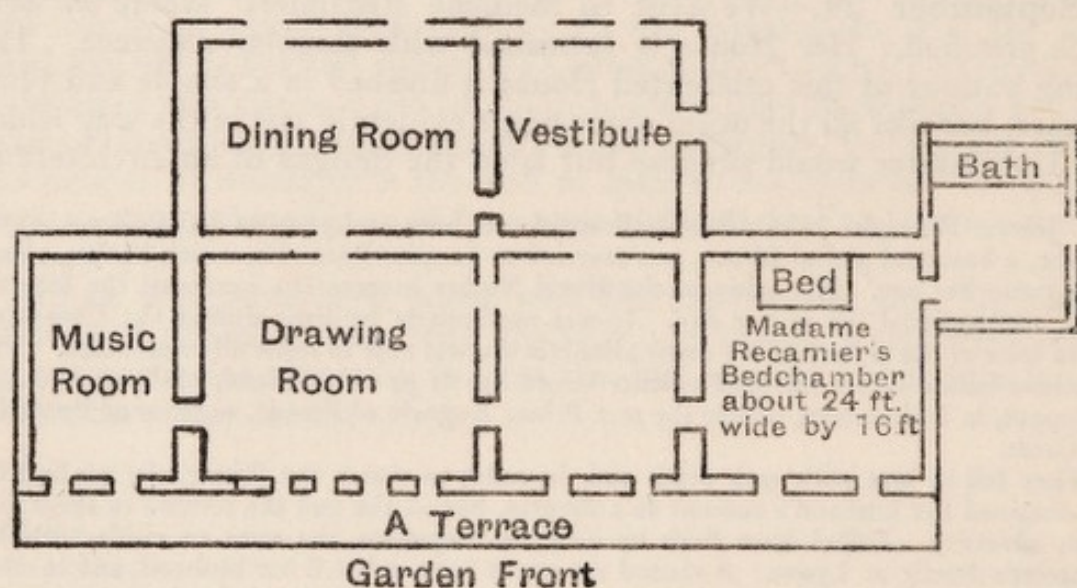 Dining Room
Vestibule
Bath
Music
Room
Drawing
Room
Bed
Madame
Recamier's
Bedchamber
about 24 ft.
wide by 16 ft
A Terrace
Garden Front